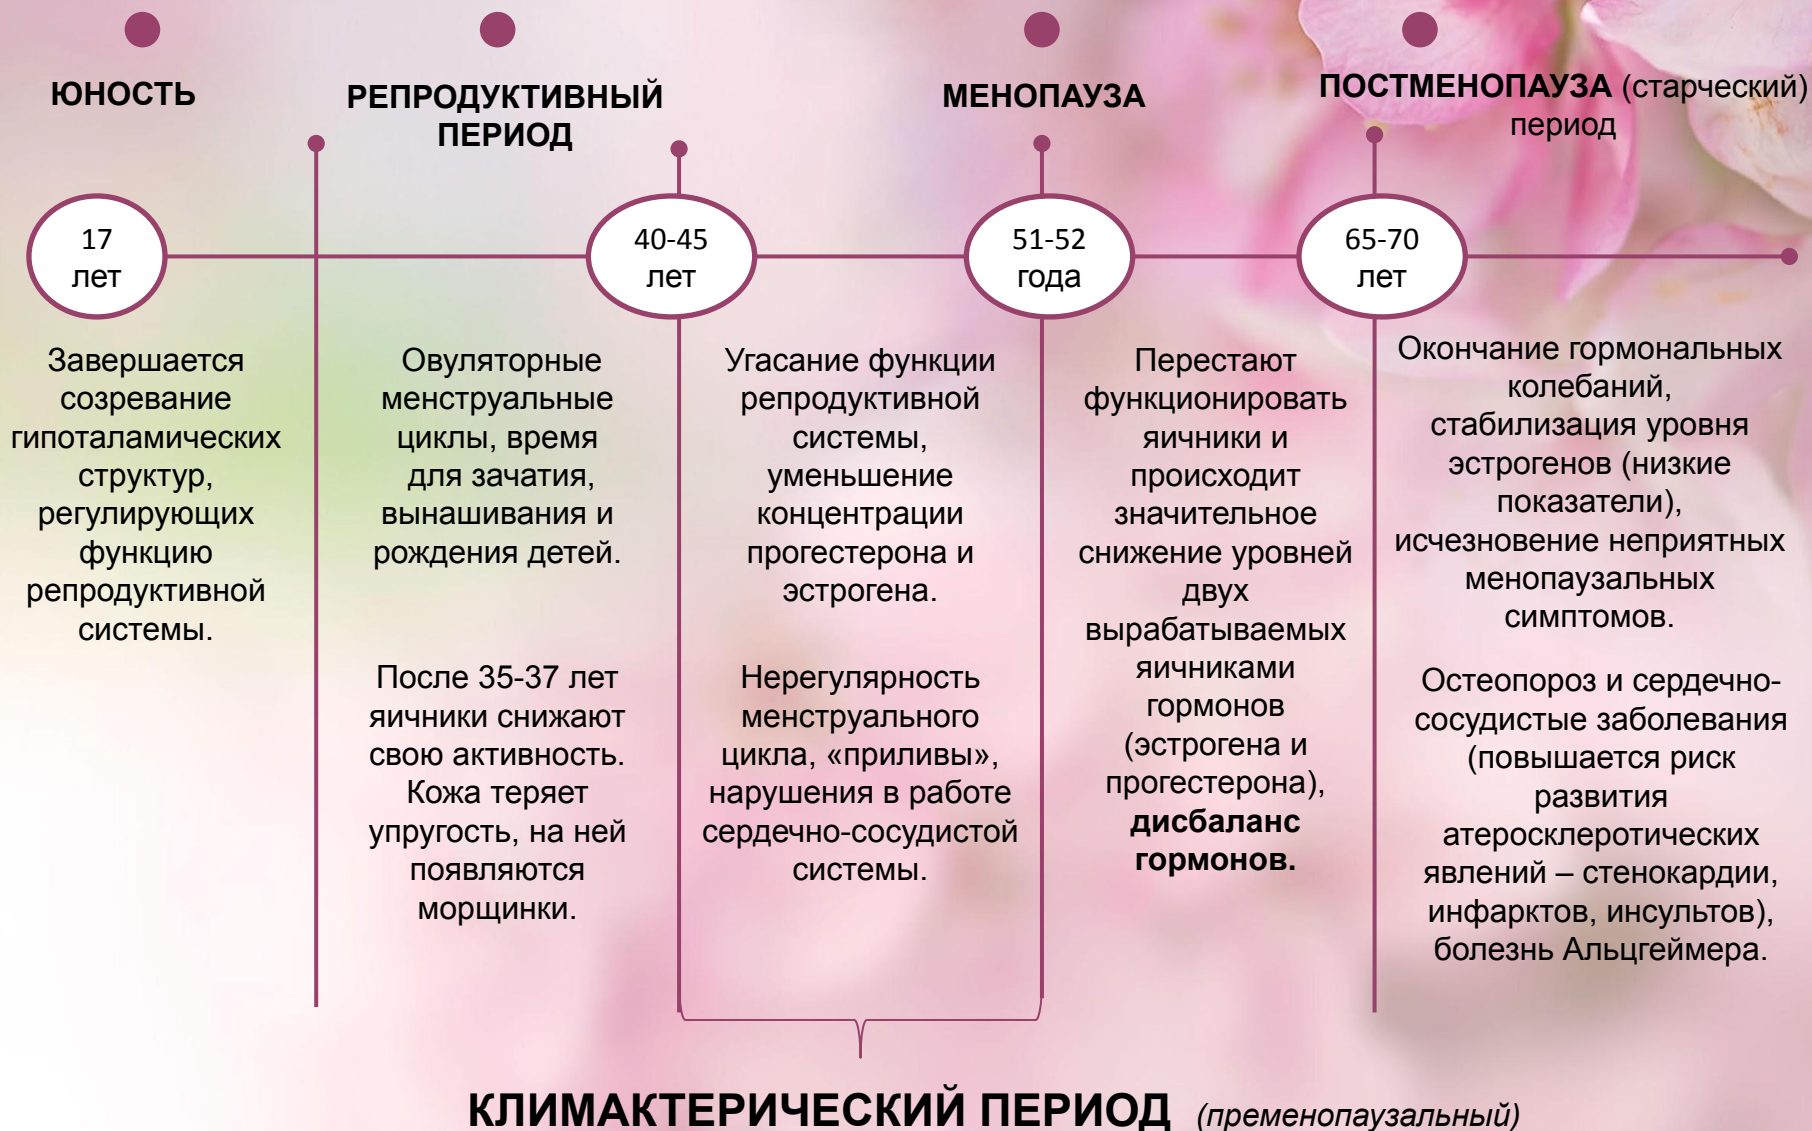 ЮНОСТЬ
РЕПРОДУКТИВНЫЙ
ПЕРИОД
МЕНОПАУЗА
ПОСТМЕНОПАУЗА (старческий)
период
17
лет
40-45
лет
51-52
года
65-70
лет
Завершается
созревание
гипоталамических
структур,
регулирующих
функцию
репродуктивной
системы.
Овуляторные
менструальные
циклы, время
для зачатия,
вынашивания и
рождения детей.
После 35-37 лет
яичники снижают
свою активность.
Кожа теряет
упругость, на ней
появляются
морщинки.
Угасание функции
репродуктивной
системы,
уменьшение
концентрации
прогестерона и
эстрогена.
Нерегулярность
менструального
цикла, «приливы»,
нарушения в работе
сердечно-сосудистой
системы.
Перестают
функционировать
яичники и
происходит
значительное
снижение уровней
двух
вырабатываемых
яичниками
гормонов
(эстрогена и
прогестерона),
дисбаланс
гормонов.
Окончание гормональных
колебаний,
стабилизация уровня
эстрогенов (низкие
показатели),
исчезновение неприятных
менопаузальных
симптомов.
Остеопороз и сердечно-
сосудистые заболевания
(повышается риск
развития
атеросклеротических
явлений – стенокардии,
инфарктов, инсультов),
болезнь Альцгеймера.
КЛИМАКТЕРИЧЕСКИЙ ПЕРИОД (пременопаузальный)